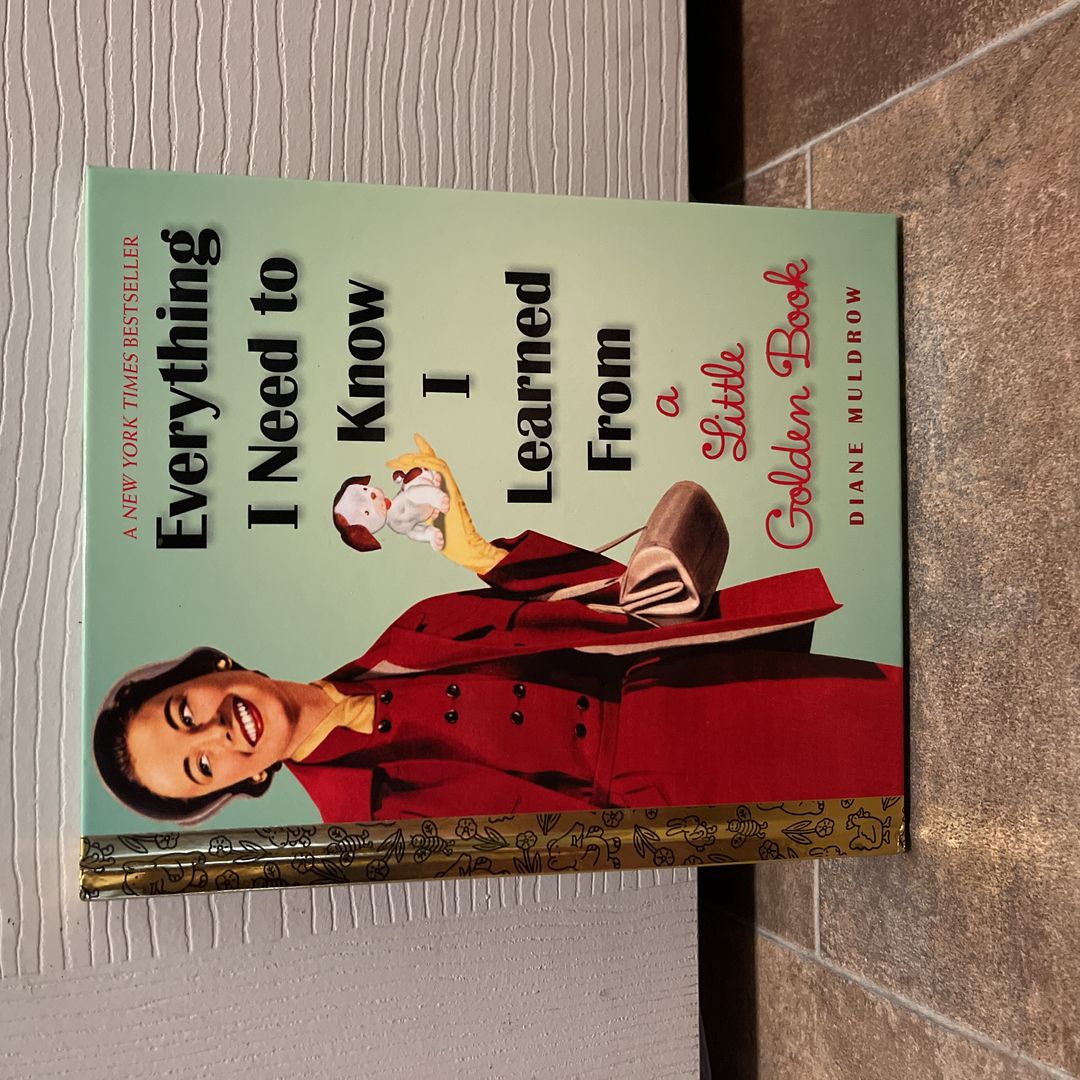 A NEW YORK TIMES BESTSELLER
Everything
I Need to
Know
I
Learned
From
a
Little
Golden Book
DIANE MULDROW